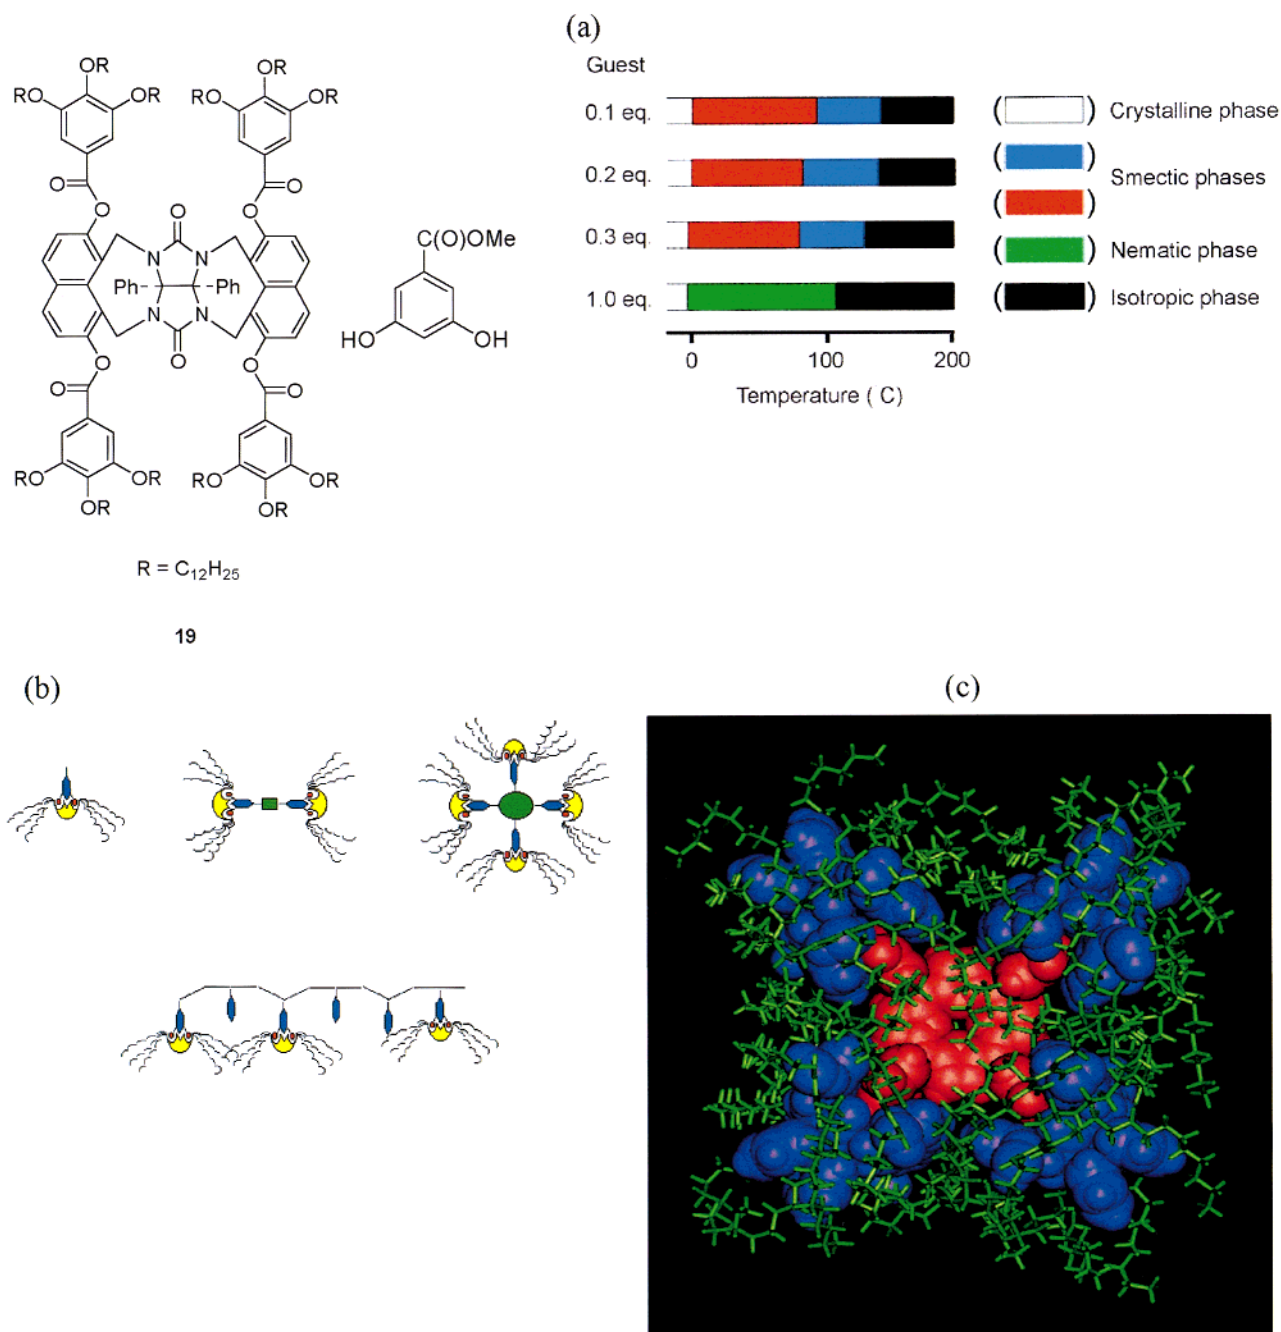 (a)
Guest
0.1 eq.
0.2 eq.
0.3 eq.
1.0 eq.
0
100
200
Temperature ( C)
( ) Crystalline phase
( )
Smectic phases
( )
( ) Nematic phase
( ) Isotropic phase
OR
OR
RO
OR
RO
OR
O
O
O
O
O
O
C(O)OMe
N
N
Ph
Ph
N
N
HO
OH
O
O
O
O
O
O
RO
OR
RO
OR
OR
OR
R = C12H25
19
(b)
(c)